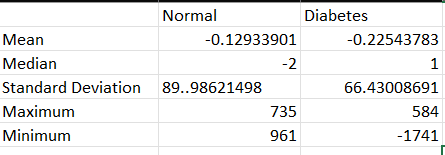 Normal Diabetes
Mean -0.12933901 -0.22543783
Median -2 1
Standard Deviation 89..98621498 66.43008691
Maximum 735 584
Minimum 961 -1741